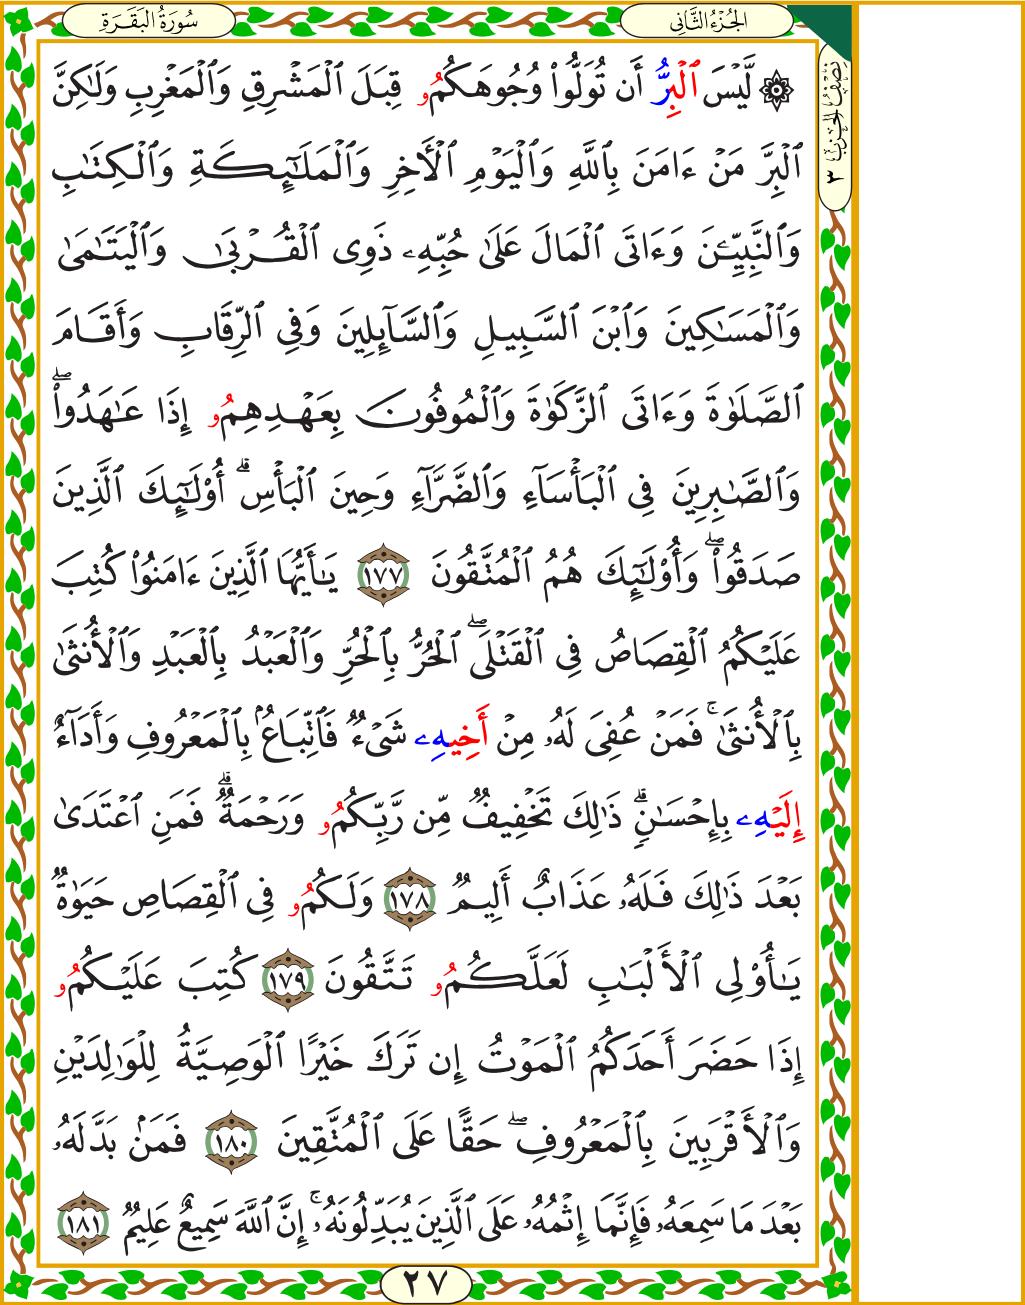 سُورَةُ البَقَرَةِ
الجُزْءُ الثَّانِي
نِصْفُ الحِزْبِ ٣
۞ لَّيْسَ ٱلْبِرُّ أَن تُوَلُّوا۟ وُجُوهَكُمُۥ قِبَلَ ٱلْمَشْرِقِ وَٱلْمَغْرِبِ وَلَٰكِنَّ
ٱلْبِرَّ مَنْ ءَامَنَ بِٱللَّهِ وَٱلْيَوْمِ ٱلْأَخِرِ وَٱلْمَلَٰٓئِكَةِ وَٱلْكِتَٰبِ
وَٱلنَّبِيِّـۧنَ وَءَاتَى ٱلْمَالَ عَلَىٰ حُبِّهِۦ ذَوِى ٱلْقُرْبَىٰ وَٱلْيَتَٰمَىٰ
وَٱلْمَسَٰكِينَ وَٱبْنَ ٱلسَّبِيلِ وَٱلسَّآئِلِينَ وَفِى ٱلرِّقَابِ وَأَقَامَ
ٱلصَّلَوٰةَ وَءَاتَى ٱلزَّكَوٰةَ وَٱلْمُوفُونَ بِعَهْدِهِمُۥ إِذَا عَٰهَدُوا۟ۖ
وَٱلصَّٰبِرِينَ فِى ٱلْبَأْسَآءِ وَٱلضَّرَّآءِ وَحِينَ ٱلْبَأْسِۗ أُو۟لَٰٓئِكَ ٱلَّذِينَ
صَدَقُوا۟ۖ وَأُو۟لَٰٓئِكَ هُمُ ٱلْمُتَّقُونَ ١٧٧ يَٰٓأَيُّهَا ٱلَّذِينَ ءَامَنُوا۟ كُتِبَ
عَلَيْكُمُ ٱلْقِصَاصُ فِى ٱلْقَتْلَىۖ ٱلْحُرُّ بِٱلْحُرِّ وَٱلْعَبْدُ بِٱلْعَبْدِ وَٱلْأُنثَىٰ
بِٱلْأُنثَىٰۚ فَمَنْ عُفِىَ لَهُۥ مِنْ أَخِيهِۦ شَىْءٌ فَٱتِّبَاعٌۢ بِٱلْمَعْرُوفِ وَأَدَآءٌ
إِلَيْهِۦ بِإِحْسَٰنٍۗ ذَٰلِكَ تَخْفِيفٌ مِّن رَّبِّكُمُۥ وَرَحْمَةٌۗ فَمَنِ ٱعْتَدَىٰ
بَعْدَ ذَٰلِكَ فَلَهُۥ عَذَابٌ أَلِيمٌ ١٧٨ وَلَكُمُۥ فِى ٱلْقِصَاصِ حَيَوٰةٌ
يَٰٓأُو۟لِى ٱلْأَلْبَٰبِ لَعَلَّكُمُۥ تَتَّقُونَ ١٧٩ كُتِبَ عَلَيْكُمُۥ
إِذَا حَضَرَ أَحَدَكُمُ ٱلْمَوْتُ إِن تَرَكَ خَيْرًا ٱلْوَصِيَّةُ لِلْوَٰلِدَيْنِ
وَٱلْأَقْرَبِينَ بِٱلْمَعْرُوفِۖ حَقًّا عَلَى ٱلْمُتَّقِينَ ١٨٠ فَمَنۢ بَدَّلَهُۥ
بَعْدَ مَا سَمِعَهُۥ فَإِنَّمَآ إِثْمُهُۥ عَلَى ٱلَّذِينَ يُبَدِّلُونَهُۥٓۚ إِنَّ ٱللَّهَ سَمِيعٌ عَلِيمٌ ١٨١
٢٧